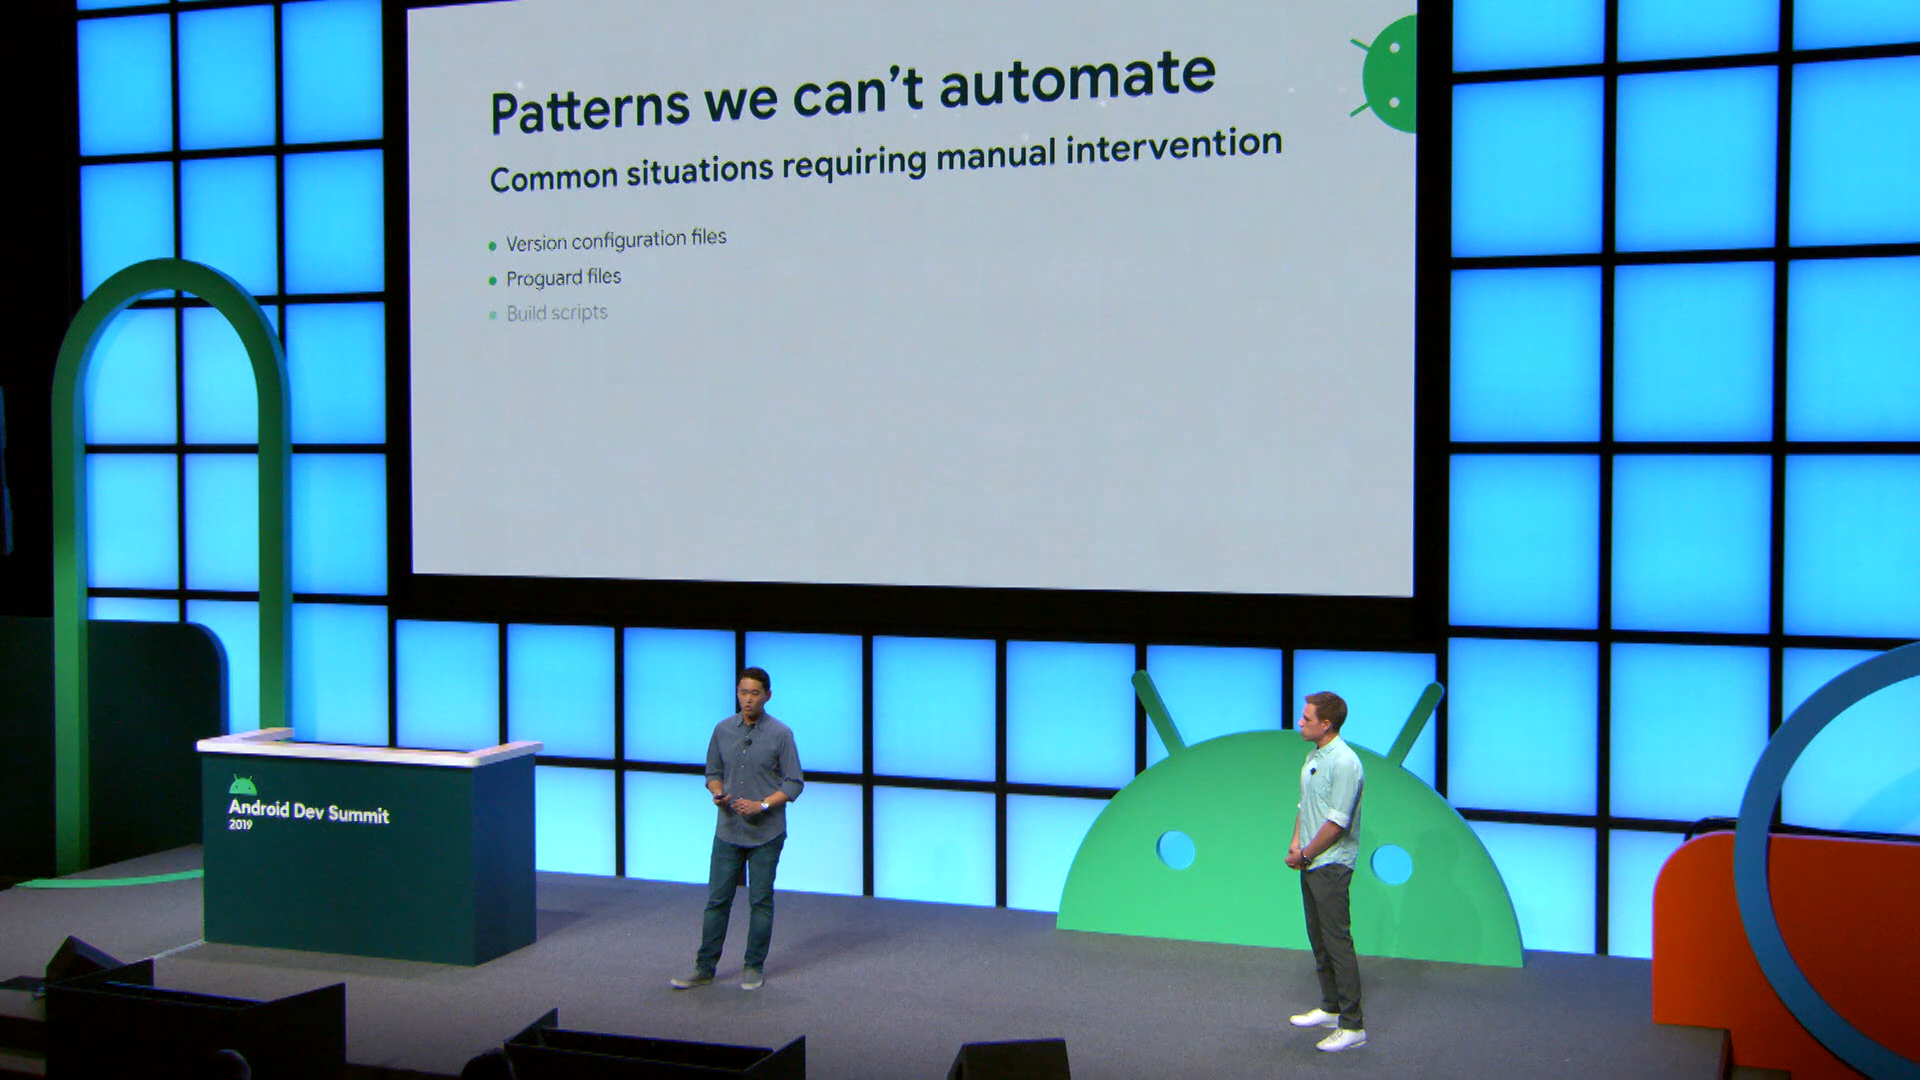 Patterns we can’t automate
Common situations requiring manual intervention
Version configuration files
Proguard files
Build scripts
Android Dev Summit
2019